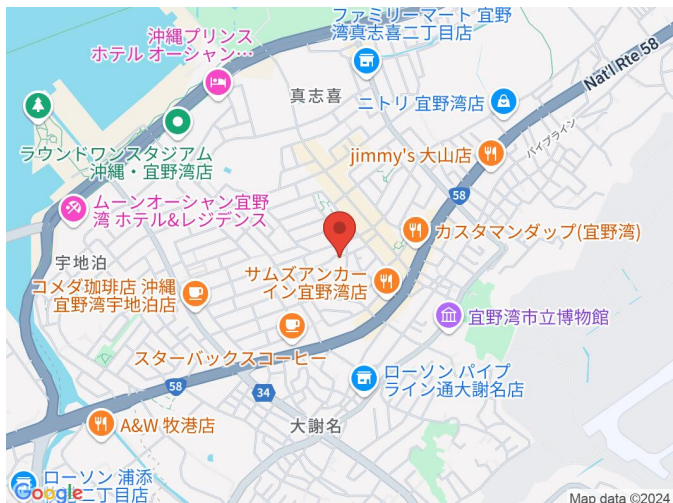 ファミリーマート 宜野
湾真志喜二丁目店
沖縄プリンス
ホテル オーシャン…
Nat'l Rte 58
真志喜
ニトリ 宜野湾店
パイプライン
ラウンドワンスタジアム
沖縄・宜野湾店
jimmy's 大山店
58
ムーンオーシャン宜野
湾 ホテル&レジデンス
カスタマンダップ(宜野湾)
宇地泊
コメダ珈琲店 沖縄
宜野湾宇地泊店
サムズアンカー
イン宜野湾店
宜野湾市立博物館
スターバックスコーヒー
ローソン パイプ
ライン通大謝名店
58
34
A&W 牧港店
大謝名
ローソン 浦添
二丁目店
Google
Map data ©2024